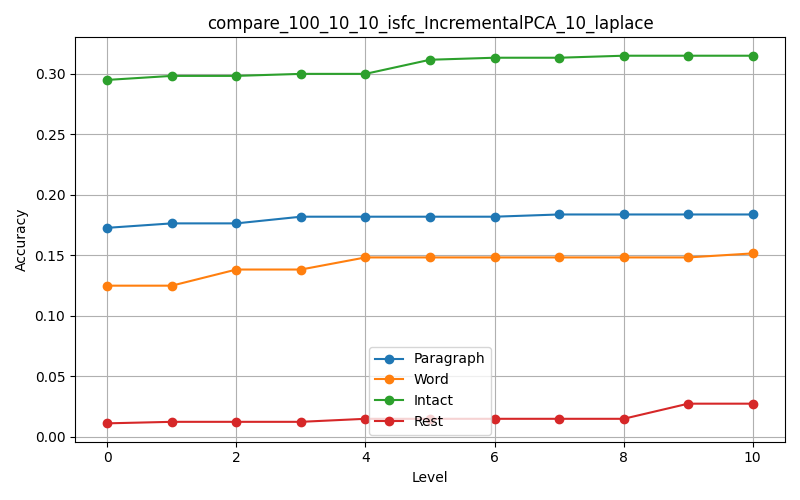 compare_100_10_10_isfc_IncrementalPCA_10_laplace
0.30
0.25
0.20
0.15
0.10
0.05
0.00
Accuracy
Paragraph
Word
Intact
Rest
0 2 4 6 8 10
Level